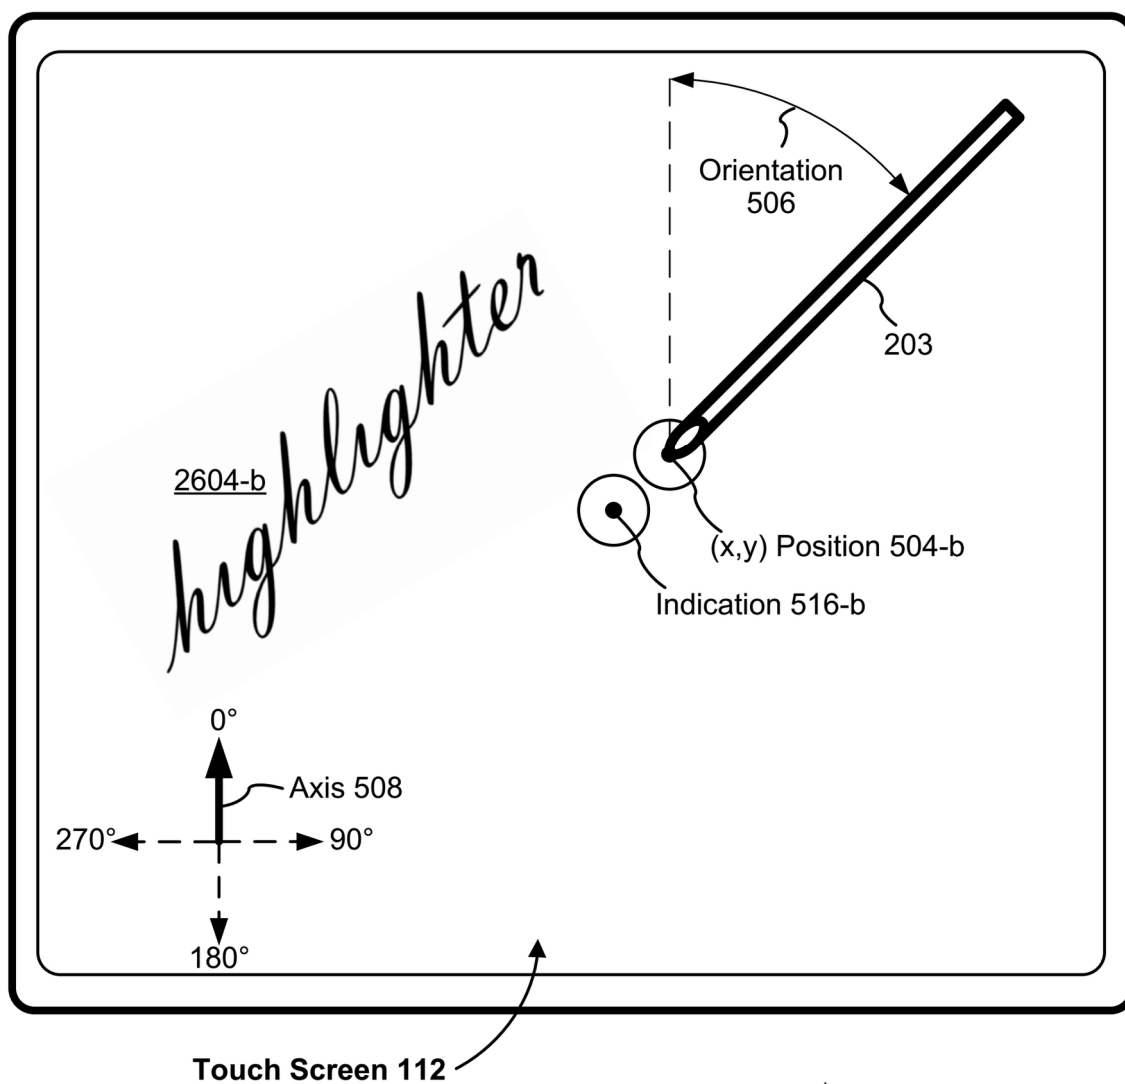 Orientation
506
203
highlighter
2604-b
(x,y) Position 504-b
Indication 516-b
0°
Axis 508
270°
90°
180°
Touch Screen 112